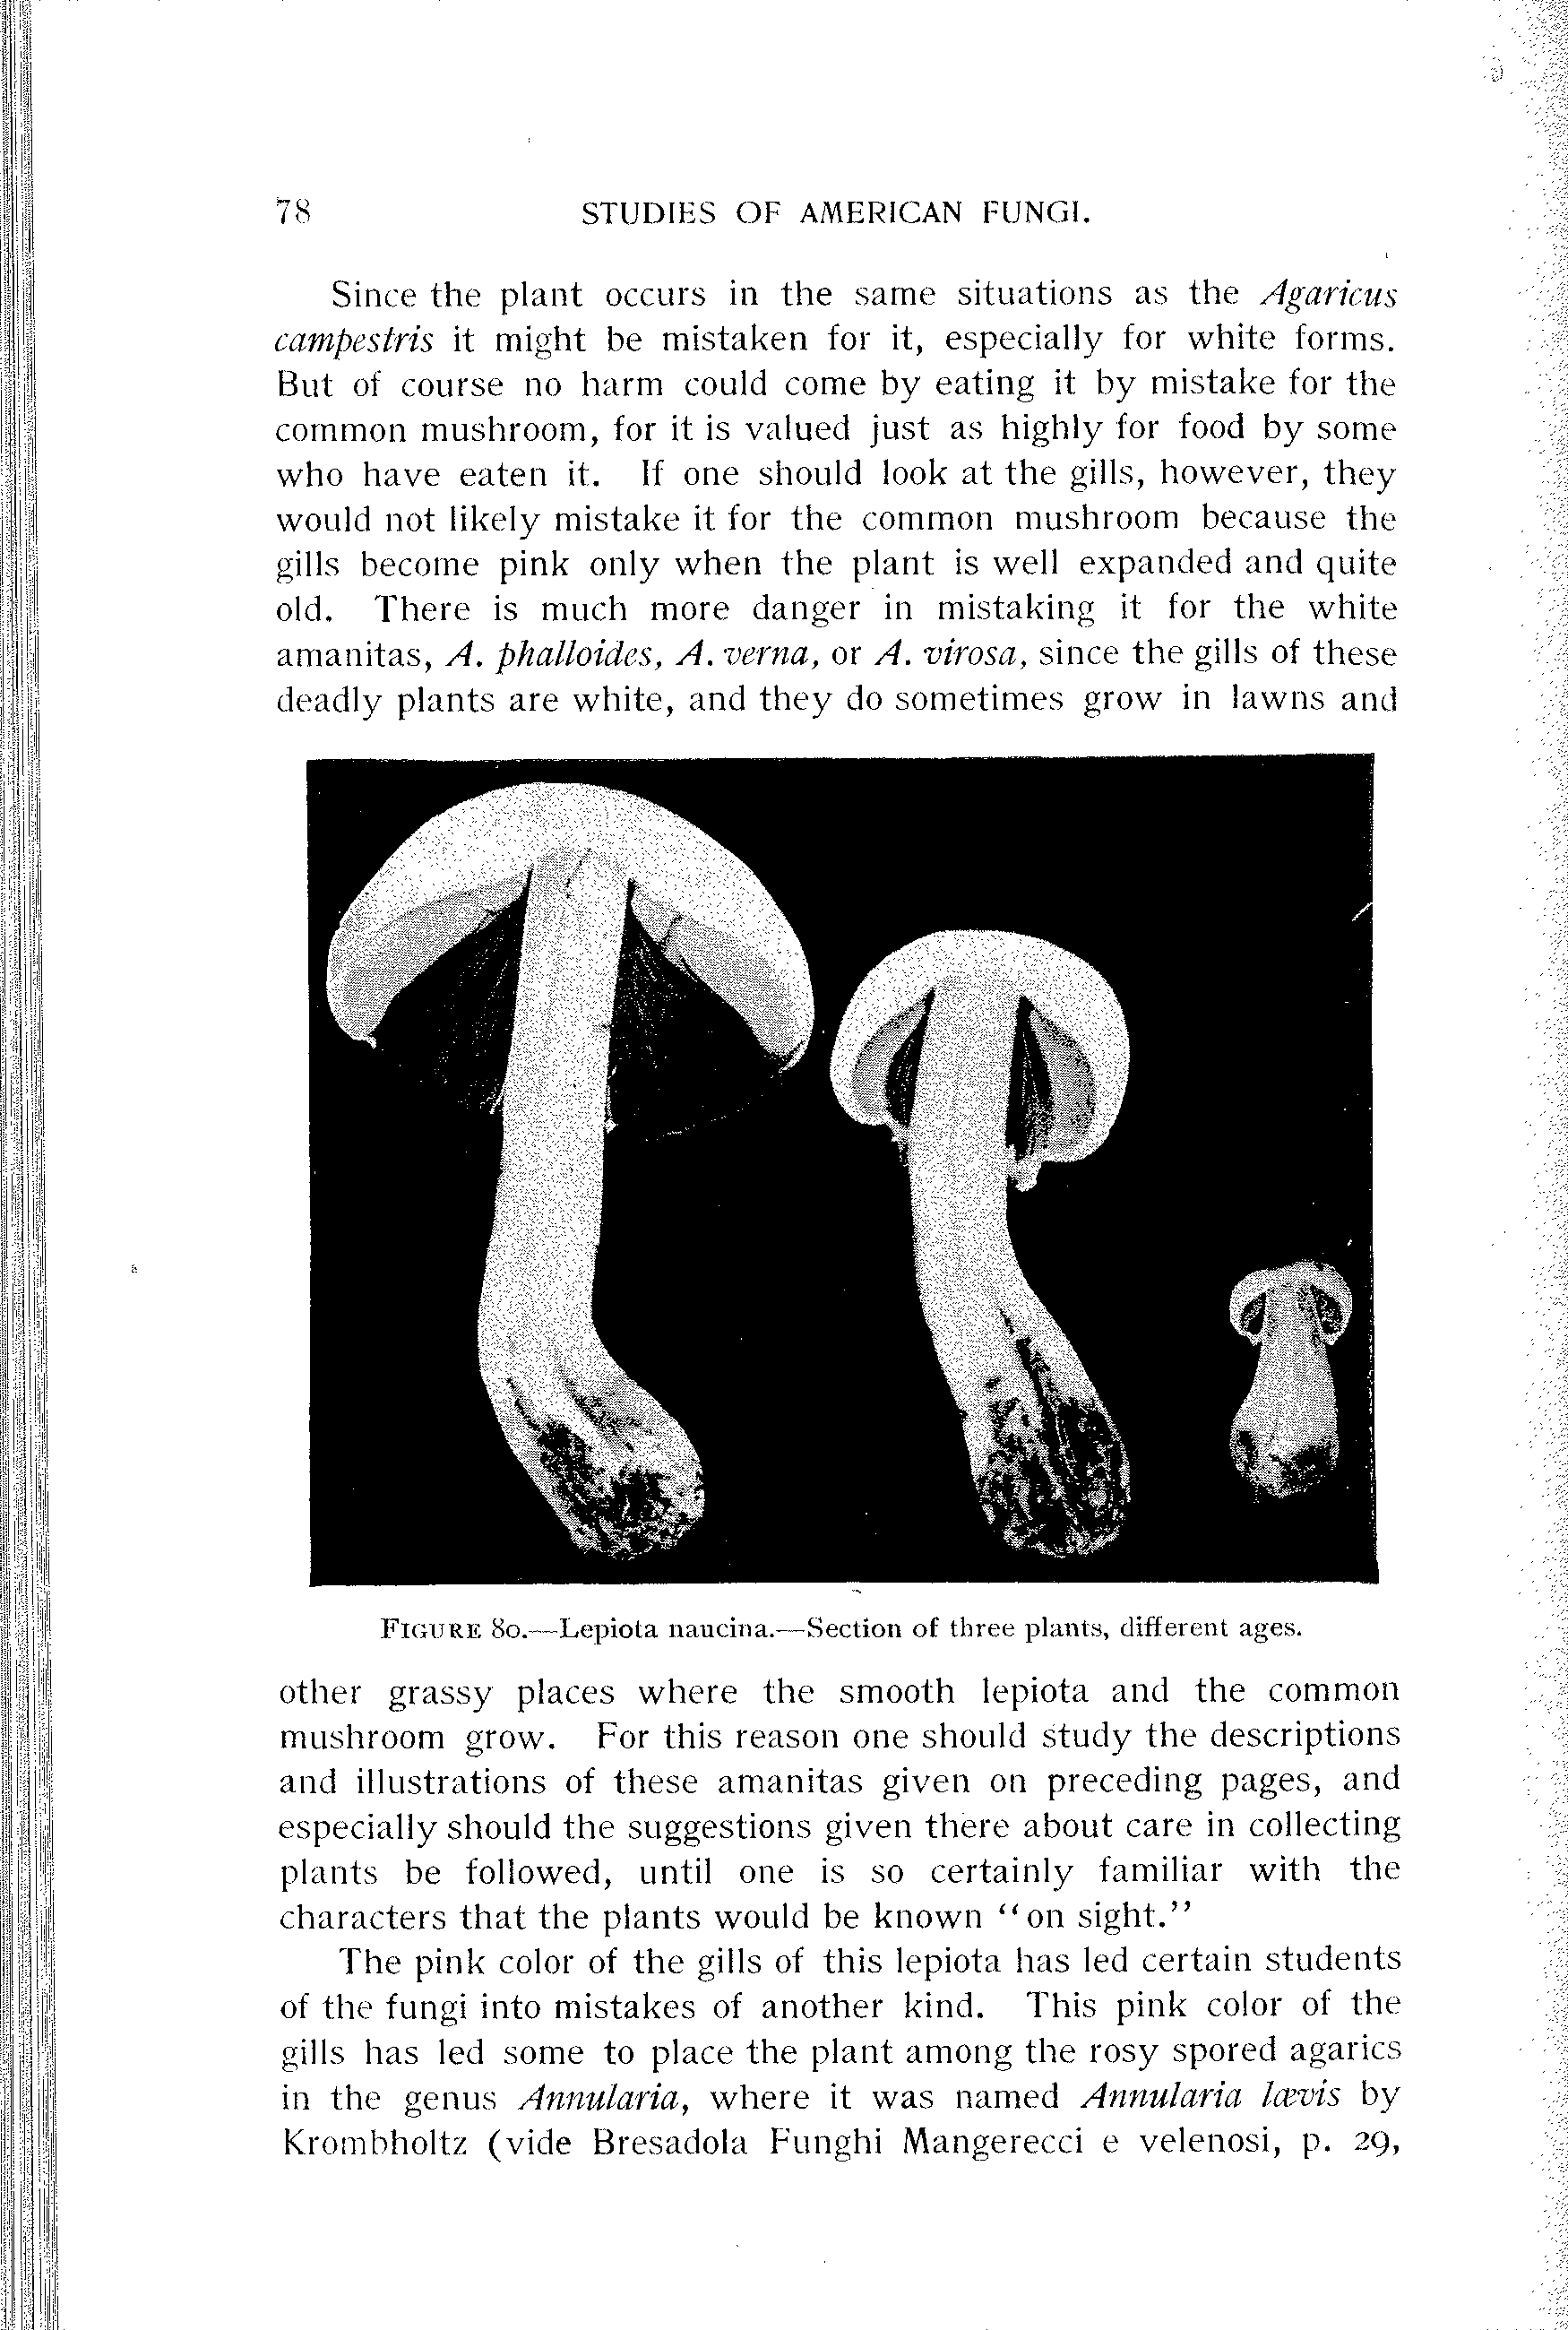 78 STUDIES OF AMERICAN FUNGI.
Since the plant occurs in the same situations as the Agaricus
campestris it might be mistaken for it, especially for white forms.
But of course no harm could come by eating it by mistake for the
common mushroom, for it is valued just as highly for food by some
who have eaten it. If one should look at the gills, however, they
would not likely mistake it for the common mushroom because the
gills become pink only when the plant is well expanded and quite
old. There is much more danger in mistaking it for the white
amanitas, A. phalloides, A. verna, or A. virosa, since the gills of these
deadly plants are white, and they do sometimes grow in lawns and
FIGURE 80.—Lepiota naucina.—Section of three plants, different ages.
other grassy places where the smooth lepiota and the common
mushroom grow. For this reason one should study the descriptions
and illustrations of these amanitas given on preceding pages, and
especially should the suggestions given there about care in collecting
plants be followed, until one is so certainly familiar with the
characters that the plants would be known “on sight.”
The pink color of the gills of this lepiota has led certain students
of the fungi into mistakes of another kind. This pink color of the
gills has led some to place the plant among the rosy spored agarics
in the genus Annularia, where it was named Annularia lævis by
Krombholtz (vide Bresadola Funghi Mangerecci e velenosi, p. 29,